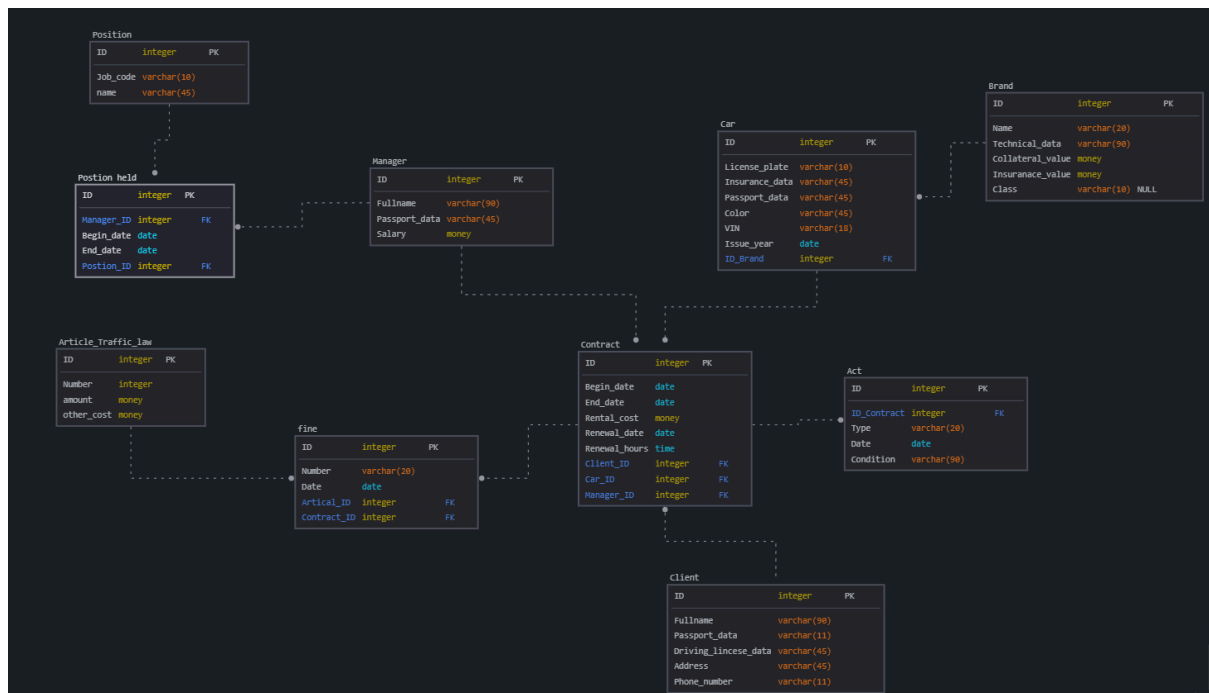 Position
ID integer PK
Job_code varchar(10)
name varchar(45)
Postion held
ID integer PK
Manager_ID integer FK
Begin_date date
End_date date
Postion_ID integer FK
Manager
ID integer PK
Fullname varchar(90)
Passport_data varchar(45)
Salary money
Car
ID integer PK
License_plate varchar(10)
Insurance_data varchar(45)
Passport_data varchar(45)
Color varchar(45)
VIN varchar(18)
Issue_year date
ID_Brand integer FK
Brand
ID integer PK
Name varchar(20)
Technical_data varchar(90)
Collateral_value money
Insuranace_value money
Class varchar(10) NULL
Article_Traffic_law
ID integer PK
Number integer
amount money
other_cost money
fine
ID integer PK
Number varchar(20)
Date date
Artical_ID integer FK
Contract_ID integer FK
Contract
ID integer PK
Begin_date date
End_date date
Rental_cost money
Renewal_date date
Renewal_hours time
Client_ID integer FK
Car_ID integer FK
Manager_ID integer FK
Act
ID integer PK
ID_Contract integer FK
Type varchar(20)
Date date
Condition varchar(90)
Client
ID integer PK
Fullname varchar(90)
Passport_data varchar(11)
Driving_lincese_data varchar(45)
Address varchar(45)
Phone_number varchar(11)